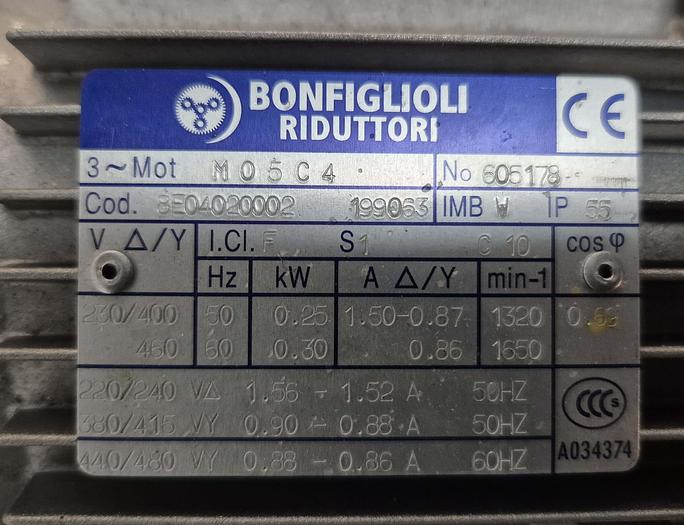 BONFIGLIOLI
RIDUTTORI
CE
3~Mot M05C4 No 605178
Cod. 8E04020002 199063 IMB W IP 55
V Δ/Y I.Cl. F S1 C 10 cosφ
Hz kW A Δ/Y min-1
230/400 50 0.25 1.50-0.87 1320 0.69
460 60 0.30 0.86 1650
220/240 VΔ 1.56 - 1.52 A 50HZ
380/415 VY 0.90 - 0.88 A 50HZ
440/480 VY 0.88 - 0.86 A 60HZ
CCC S
A034374